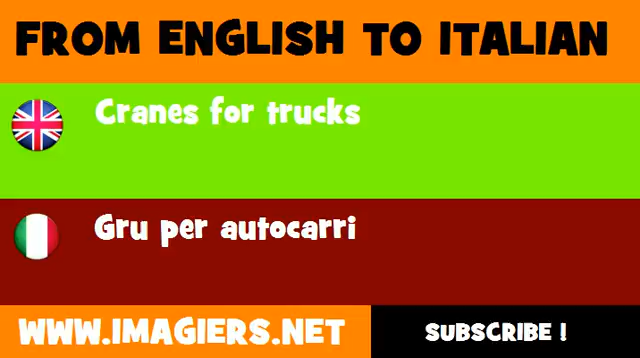 FROM ENGLISH TO ITALIAN
Cranes for trucks
Gru per autocarri
WWW.IMAGIERS.NET
SUBSCRIBE !